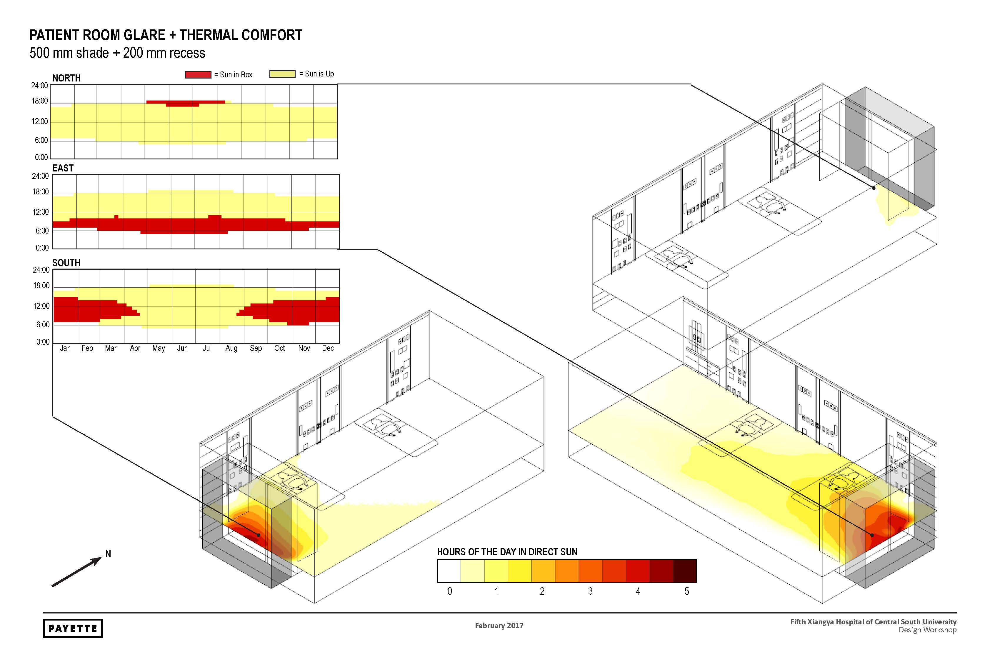 PATIENT ROOM GLARE + THERMAL COMFORT
500 mm shade + 200 mm recess
= Sun in Box
= Sun is Up
NORTH
24:00
18:00
12:00
6:00
0:00
EAST
24:00
18:00
12:00
6:00
0:00
SOUTH
24:00
18:00
12:00
6:00
0:00
Jan Feb Mar Apr May Jun Jul Aug Sep Oct Nov Dec
N
HOURS OF THE DAY IN DIRECT SUN
0 1 2 3 4 5
PAYETTE
February 2017
Fifth Xiangya Hospital of Central South University
Design Workshop